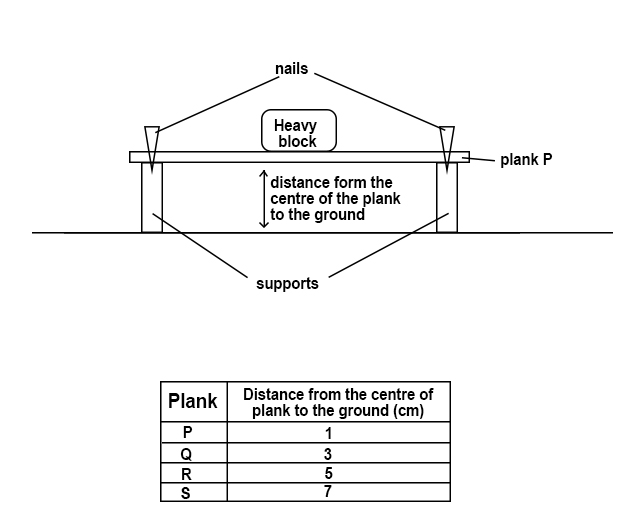 nails
Heavy
block
plank P
distance form the
centre of the plank
to the ground
supports
Plank
Distance from the centre of
plank to the ground (cm)
P 1
Q 3
R 5
S 7